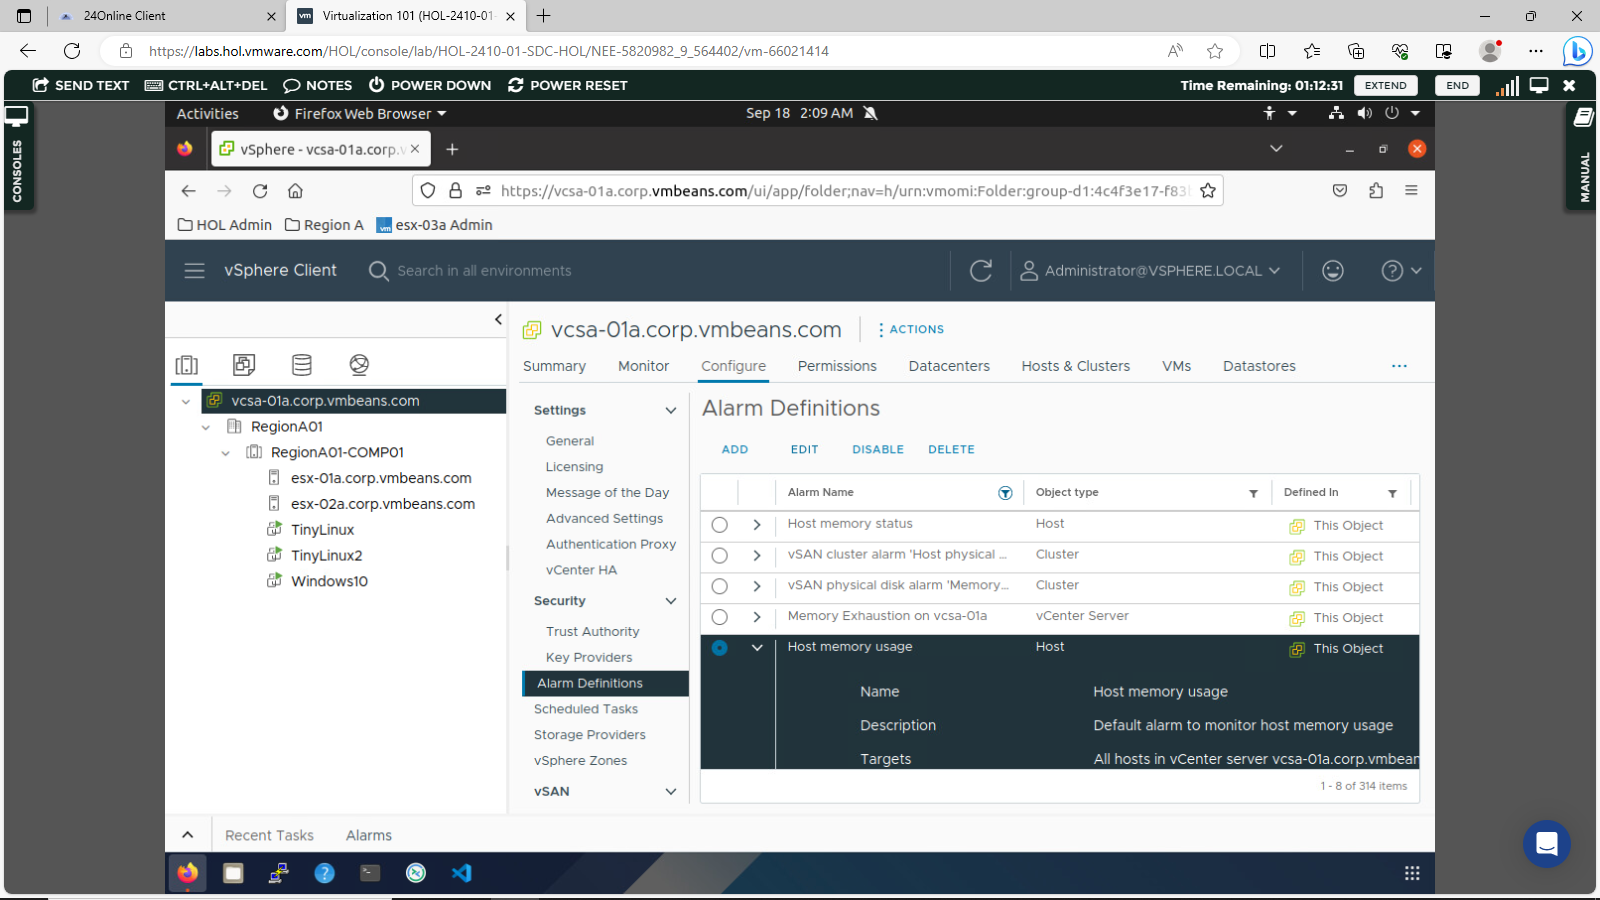 24Online Client
Virtualization 101 (HOL-2410-01-
https://labs.hol.vmware.com/HOL/console/lab/HOL-2410-01-SDC-HOL/NEE-5820982_9_564402/vm-66021414
SEND TEXT CTRL+ALT+DEL NOTES POWER DOWN POWER RESET
Time Remaining: 01:12:31 EXTEND END
CONSOLES
MANUAL
Activities Firefox Web Browser Sep 18 2:09 AM
vSphere - vcsa-01a.corp.v
https://vcsa-01a.corp.vmbeans.com/ui/app/folder;nav=h/urn:vmomi:Folder:group-d1:4c4f3e17-f83
HOL Admin Region A vm esx-03a Admin
vSphere Client Search in all environments Administrator@VSPHERE.LOCAL
vcsa-01a.corp.vmbeans.com ACTIONS
Summary Monitor Configure Permissions Datacenters Hosts & Clusters VMs Datastores
vcsa-01a.corp.vmbeans.com
RegionA01
RegionA01-COMP01
esx-01a.corp.vmbeans.com
esx-02a.corp.vmbeans.com
TinyLinux
TinyLinux2
Windows10
Settings
General
Licensing
Message of the Day
Advanced Settings
Authentication Proxy
vCenter HA
Security
Trust Authority
Key Providers
Alarm Definitions
Scheduled Tasks
Storage Providers
vSphere Zones
vSAN
Alarm Definitions
ADD EDIT DISABLE DELETE
Alarm Name Object type Defined In
Host memory status Host This Object
vSAN cluster alarm 'Host physical ... Cluster This Object
vSAN physical disk alarm 'Memory... Cluster This Object
Memory Exhaustion on vcsa-01a vCenter Server This Object
Host memory usage Host This Object
Name Host memory usage
Description Default alarm to monitor host memory usage
Targets All hosts in vCenter server vcsa-01a.corp.vmbean
1 - 8 of 314 items
Recent Tasks Alarms